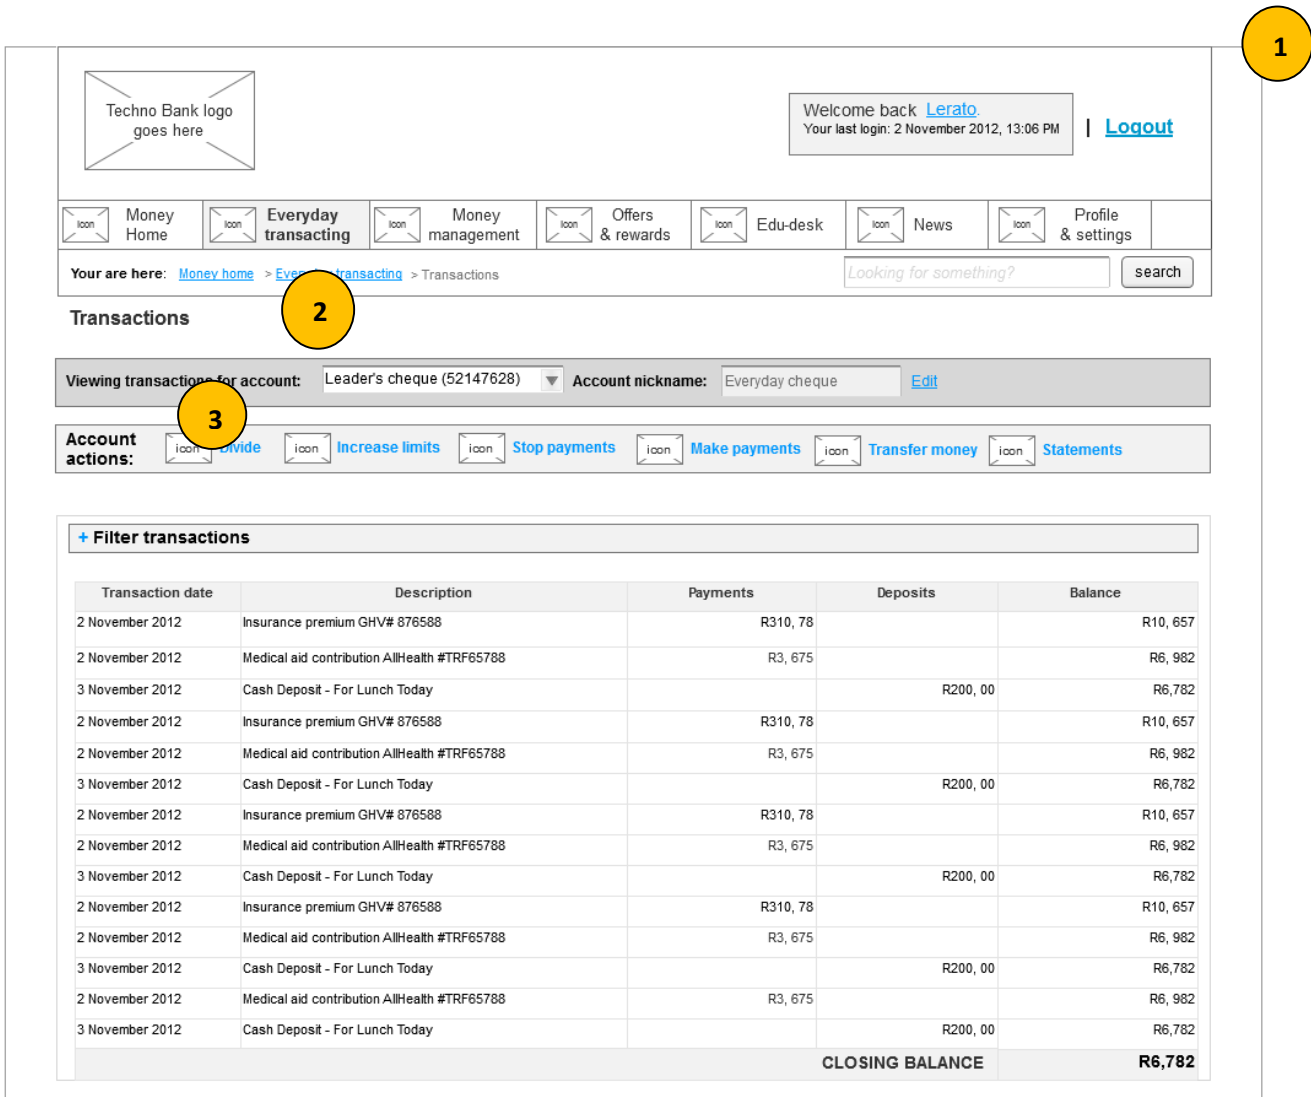 1
Techno Bank logo
goes here
Welcome back Lerato.
Your last login: 2 November 2012, 13:06 PM
| Logout
icon Money Home
icon Everyday transacting
icon Money management
icon Offers & rewards
icon Edu-desk
icon News
icon Profile & settings
Your are here: Money home > Everyday transacting > Transactions
Looking for something? search
2
Transactions
Viewing transactions for account: Leader's cheque (52147628) Account nickname: Everyday cheque Edit
3
Account actions: icon Divide icon Increase limits icon Stop payments icon Make payments icon Transfer money icon Statements
+ Filter transactions
Transaction date Description Payments Deposits Balance
2 November 2012 Insurance premium GHV# 876588 R310, 78 R10, 657
2 November 2012 Medical aid contribution AllHealth #TRF65788 R3, 675 R6, 982
3 November 2012 Cash Deposit - For Lunch Today R200, 00 R6,782
2 November 2012 Insurance premium GHV# 876588 R310, 78 R10, 657
2 November 2012 Medical aid contribution AllHealth #TRF65788 R3, 675 R6, 982
3 November 2012 Cash Deposit - For Lunch Today R200, 00 R6,782
2 November 2012 Insurance premium GHV# 876588 R310, 78 R10, 657
2 November 2012 Medical aid contribution AllHealth #TRF65788 R3, 675 R6, 982
3 November 2012 Cash Deposit - For Lunch Today R200, 00 R6,782
2 November 2012 Insurance premium GHV# 876588 R310, 78 R10, 657
2 November 2012 Medical aid contribution AllHealth #TRF65788 R3, 675 R6, 982
3 November 2012 Cash Deposit - For Lunch Today R200, 00 R6,782
2 November 2012 Medical aid contribution AllHealth #TRF65788 R3, 675 R6, 982
3 November 2012 Cash Deposit - For Lunch Today R200, 00 R6,782
CLOSING BALANCE R6,782